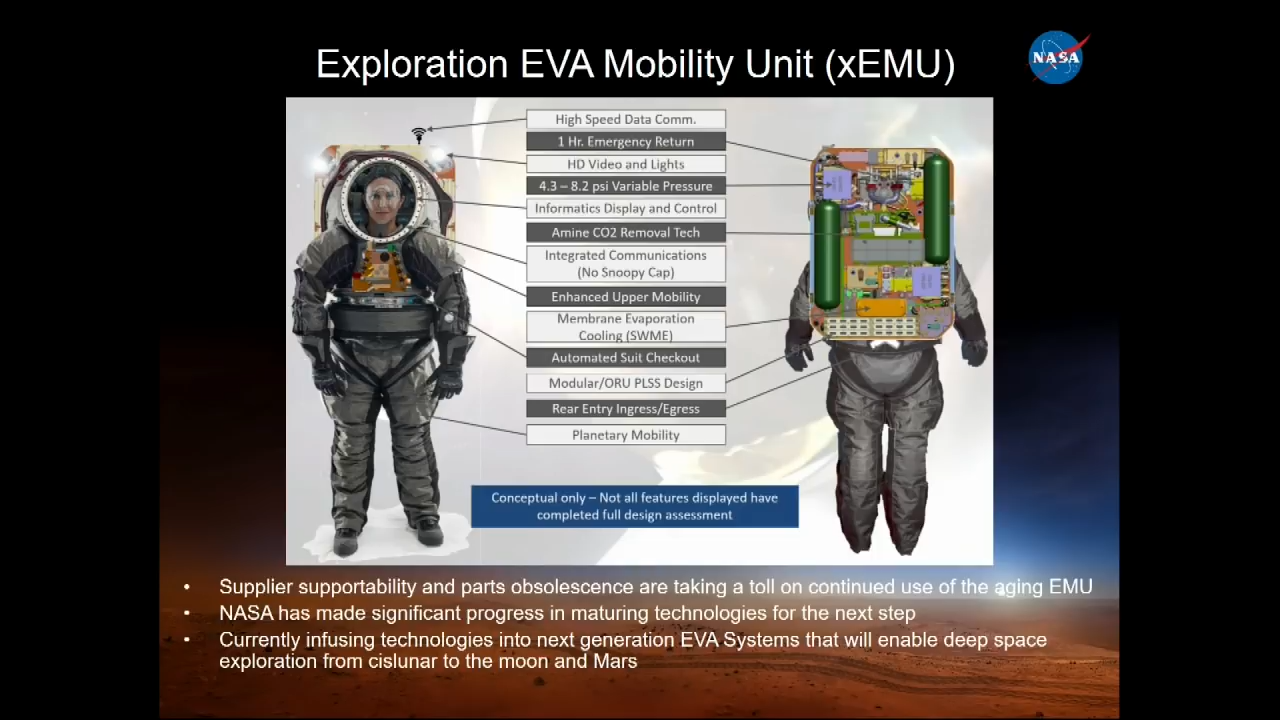 Exploration EVA Mobility Unit (xEMU)
NASA
High Speed Data Comm.
1 Hr. Emergency Return
HD Video and Lights
4.3 – 8.2 psi Variable Pressure
Informatics Display and Control
Amine CO2 Removal Tech
Integrated Communications
(No Snoopy Cap)
Enhanced Upper Mobility
Membrane Evaporation
Cooling (SWME)
Automated Suit Checkout
Modular/ORU PLSS Design
Rear Entry Ingress/Egress
Planetary Mobility
Conceptual only – Not all features displayed have
completed full design assessment
• Supplier supportability and parts obsolescence are taking a toll on continued use of the aging EMU
• NASA has made significant progress in maturing technologies for the next step
• Currently infusing technologies into next generation EVA Systems that will enable deep space
exploration from cislunar to the moon and Mars